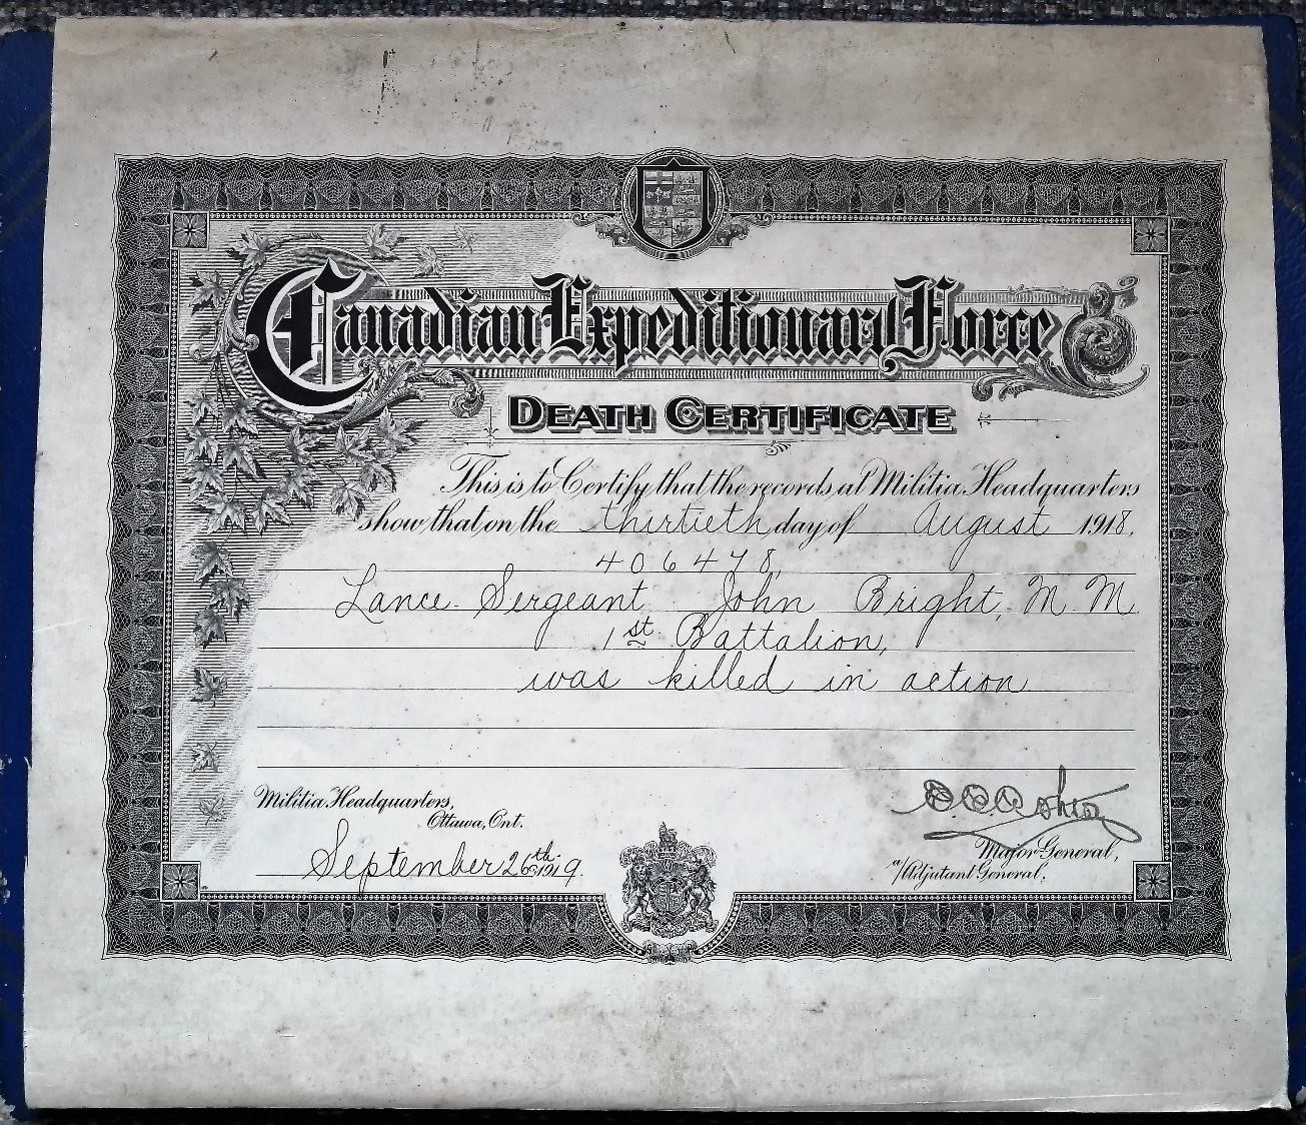 Canadian Expeditionary Force
DEATH CERTIFICATE
This is to Certify that the records at Militia Headquarters
show that on the thirtieth day of August 1918,
406478,
Lance Sergeant John Bright, M M.
1st Battalion,
was killed in action
Militia Headquarters,
Ottawa, Ont.
September 26th 1919.
Major General,
a/Adjutant General.